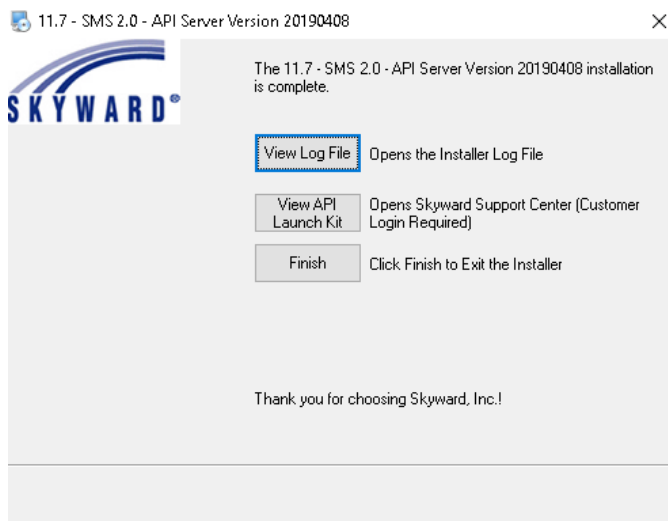 11.7 - SMS 2.0 - API Server Version 20190408
SKYWARD®
The 11.7 - SMS 2.0 - API Server Version 20190408 installation
is complete.
View Log File
Opens the Installer Log File
View API
Launch Kit
Opens Skyward Support Center (Customer
Login Required)
Finish
Click Finish to Exit the Installer
Thank you for choosing Skyward, Inc.!